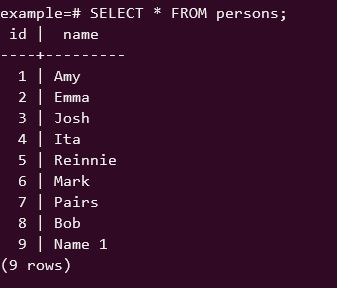 example=# SELECT * FROM persons;
 id |  name
----+---------
  1 | Amy
  2 | Emma
  3 | Josh
  4 | Ita
  5 | Reinnie
  6 | Mark
  7 | Pairs
  8 | Bob
  9 | Name 1
(9 rows)